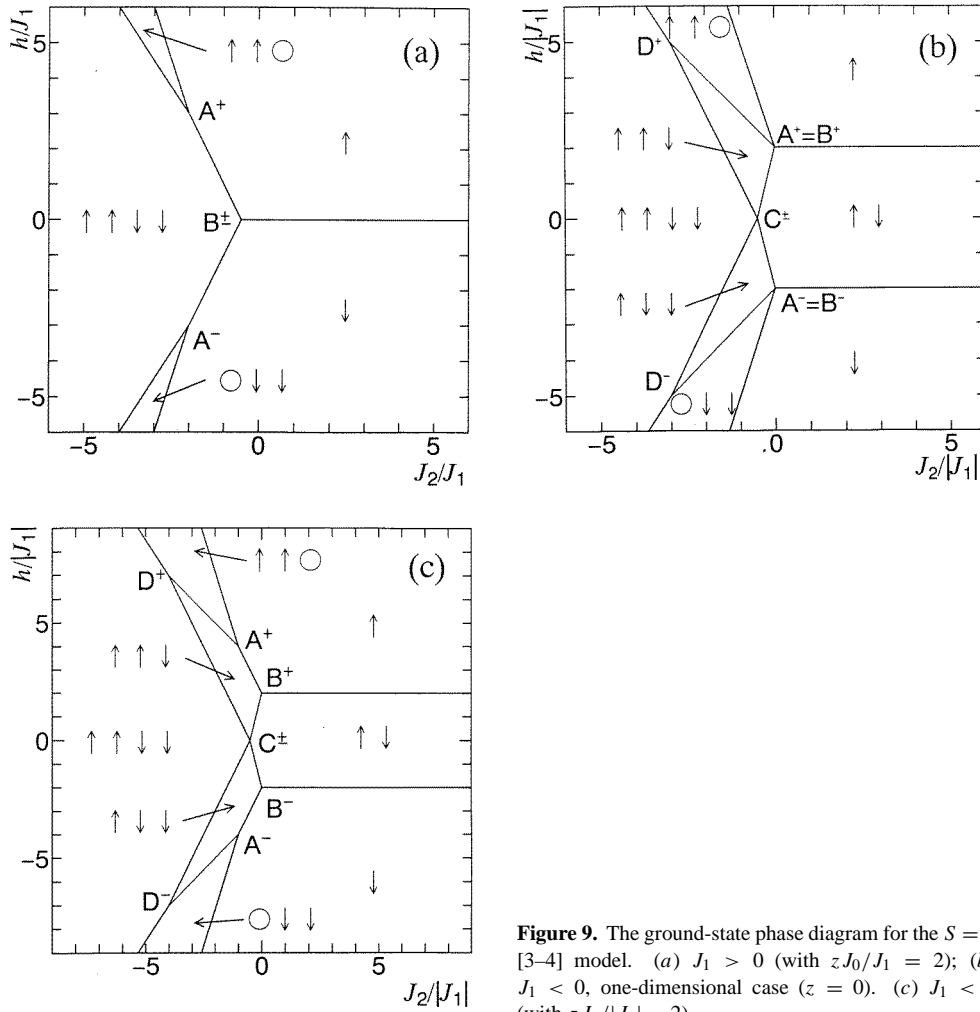 h/J₁
5
0
−5
−5
0
5
J₂/J₁
(a)
↑ ↑ ○
A⁺
↑
↑ ↑ ↓ ↓
B±
↓
A⁻
○ ↓ ↓
h/|J₁|
5
0
−5
−5
.0
5
J₂/|J₁|
(b)
↑ ↑ ○
D⁺
↑
A⁺=B⁺
↑ ↑ ↓
↑ ↑ ↓ ↓
C±
↑ ↓
↑ ↓ ↓
A⁻=B⁻
D⁻
↓
○ ↓ ↓
h/|J₁|
5
0
−5
−5
0
5
J₂/|J₁|
(c)
↑ ↑ ○
D⁺
↑
A⁺
↑ ↑ ↓
B⁺
↑ ↑ ↓ ↓
C±
↑ ↓
↑ ↓ ↓
B⁻
A⁻
D⁻
↓
○ ↓ ↓
Figure 9. The ground-state phase diagram for the S =
[3–4] model. (a) J₁ > 0 (with zJ₀/J₁ = 2); (
J₁ < 0, one-dimensional case (z = 0). (c) J₁ <